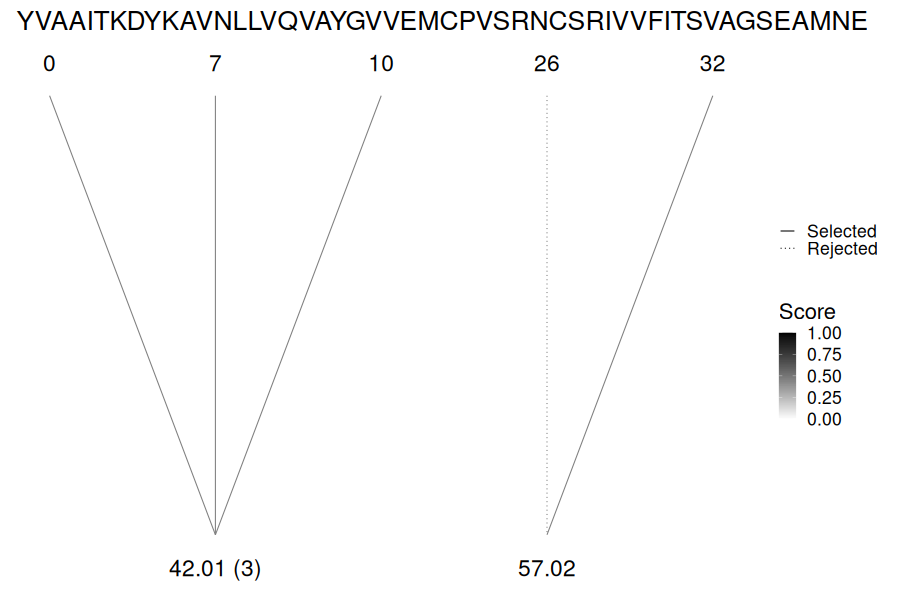 YVAAITKDYKAVNLLVQVAYGVVEMCPVSRNCSRIVVFITSVAGSEAMNE
0 7 10 26 32
Selected
Rejected
Score
1.00
0.75
0.50
0.25
0.00
42.01 (3) 57.02